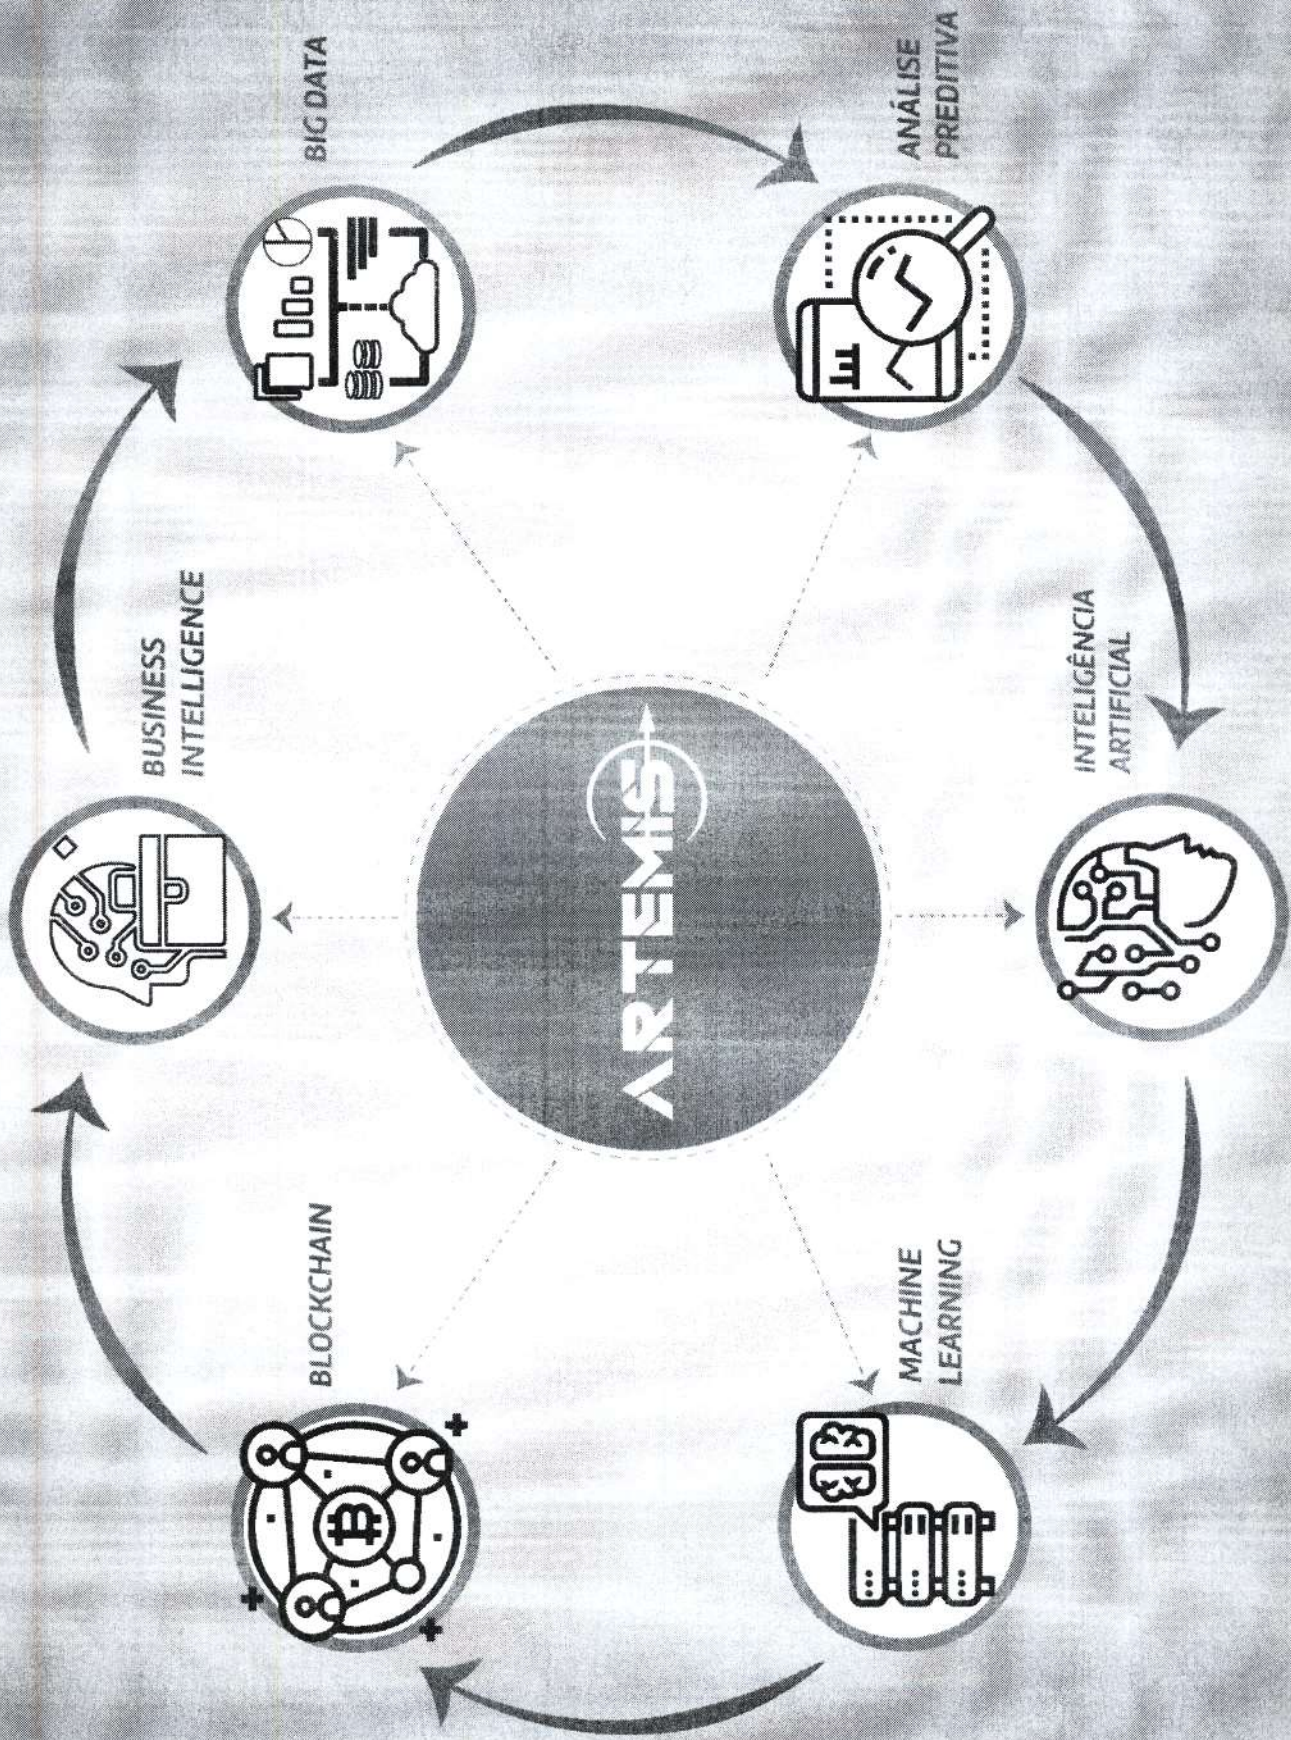 BUSINESS
INTELLIGENCE
BIG DATA
ANÁLISE
PREDITIVA
INTELIGÊNCIA
ARTIFICIAL
MACHINE
LEARNING
BLOCKCHAIN
ARTEMIS